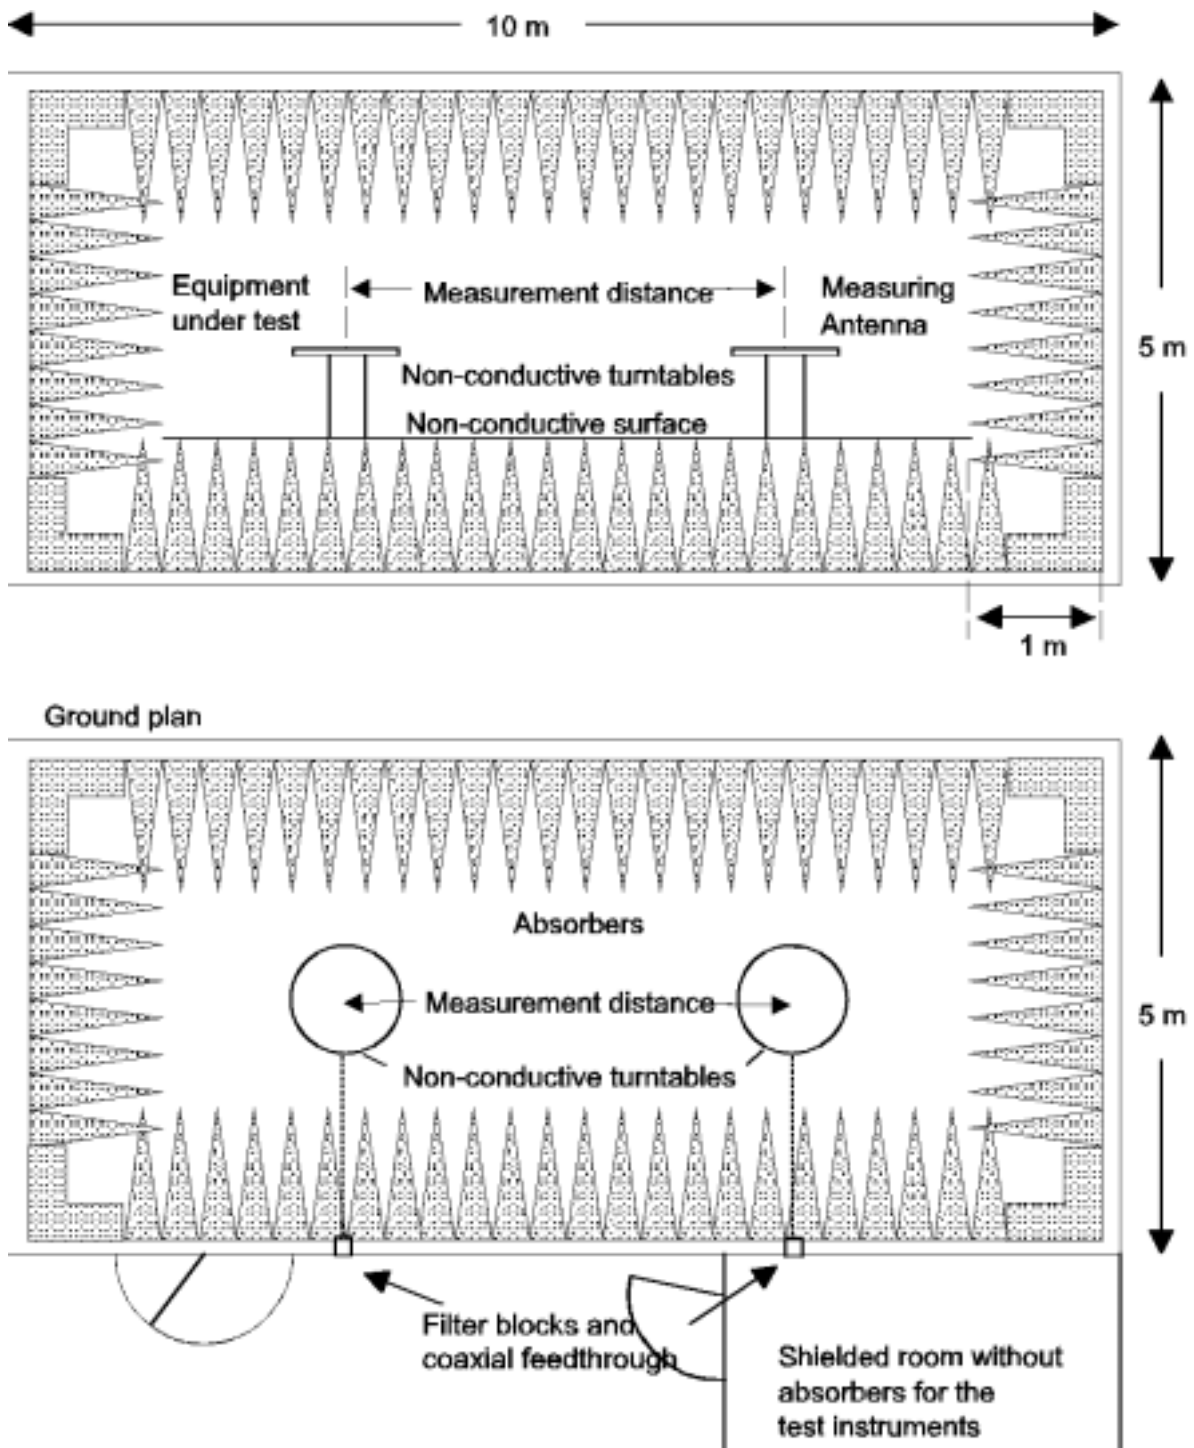 10 m
Equipment
under test
Measurement distance
Measuring
Antenna
5 m
Non-conductive turntables
Non-conductive surface
1 m
Ground plan
Absorbers
Measurement distance
5 m
Non-conductive turntables
Filter blocks and
coaxial feedthrough
Shielded room without
absorbers for the
test instruments